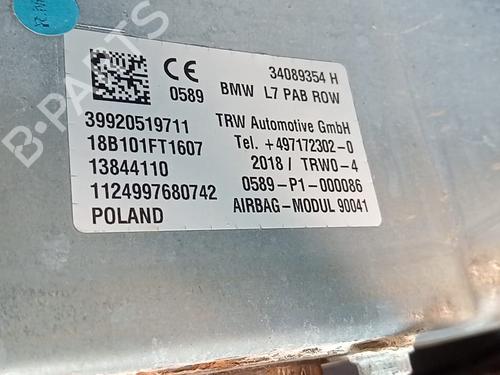 CE
0589
34089354 H
BMW L7 PAB ROW
39920519711
TRW Automotive GmbH
18B101FT1607
Tel. +497172302-0
13844110
2018 / TRW0-4
1124997680742
0589-P1-000086
POLAND
AIRBAG-MODUL 90041
B-PARTS